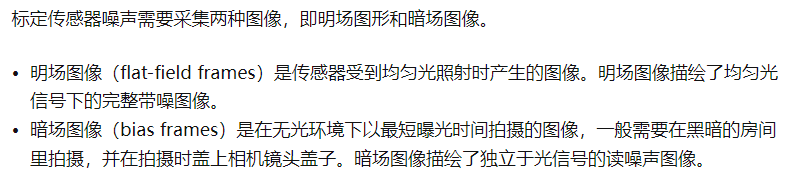 标定传感器噪声需要采集两种图像，即明场图形和暗场图像。
• 明场图像（flat-field frames）是传感器受到均匀光照射时产生的图像。明场图像描绘了均匀光
信号下的完整带噪图像。
• 暗场图像（bias frames）是在无光环境下以最短曝光时间拍摄的图像，一般需要在黑暗的房间
里拍摄，并在拍摄时盖上相机镜头盖子。暗场图像描绘了独立于光信号的读噪声图像。